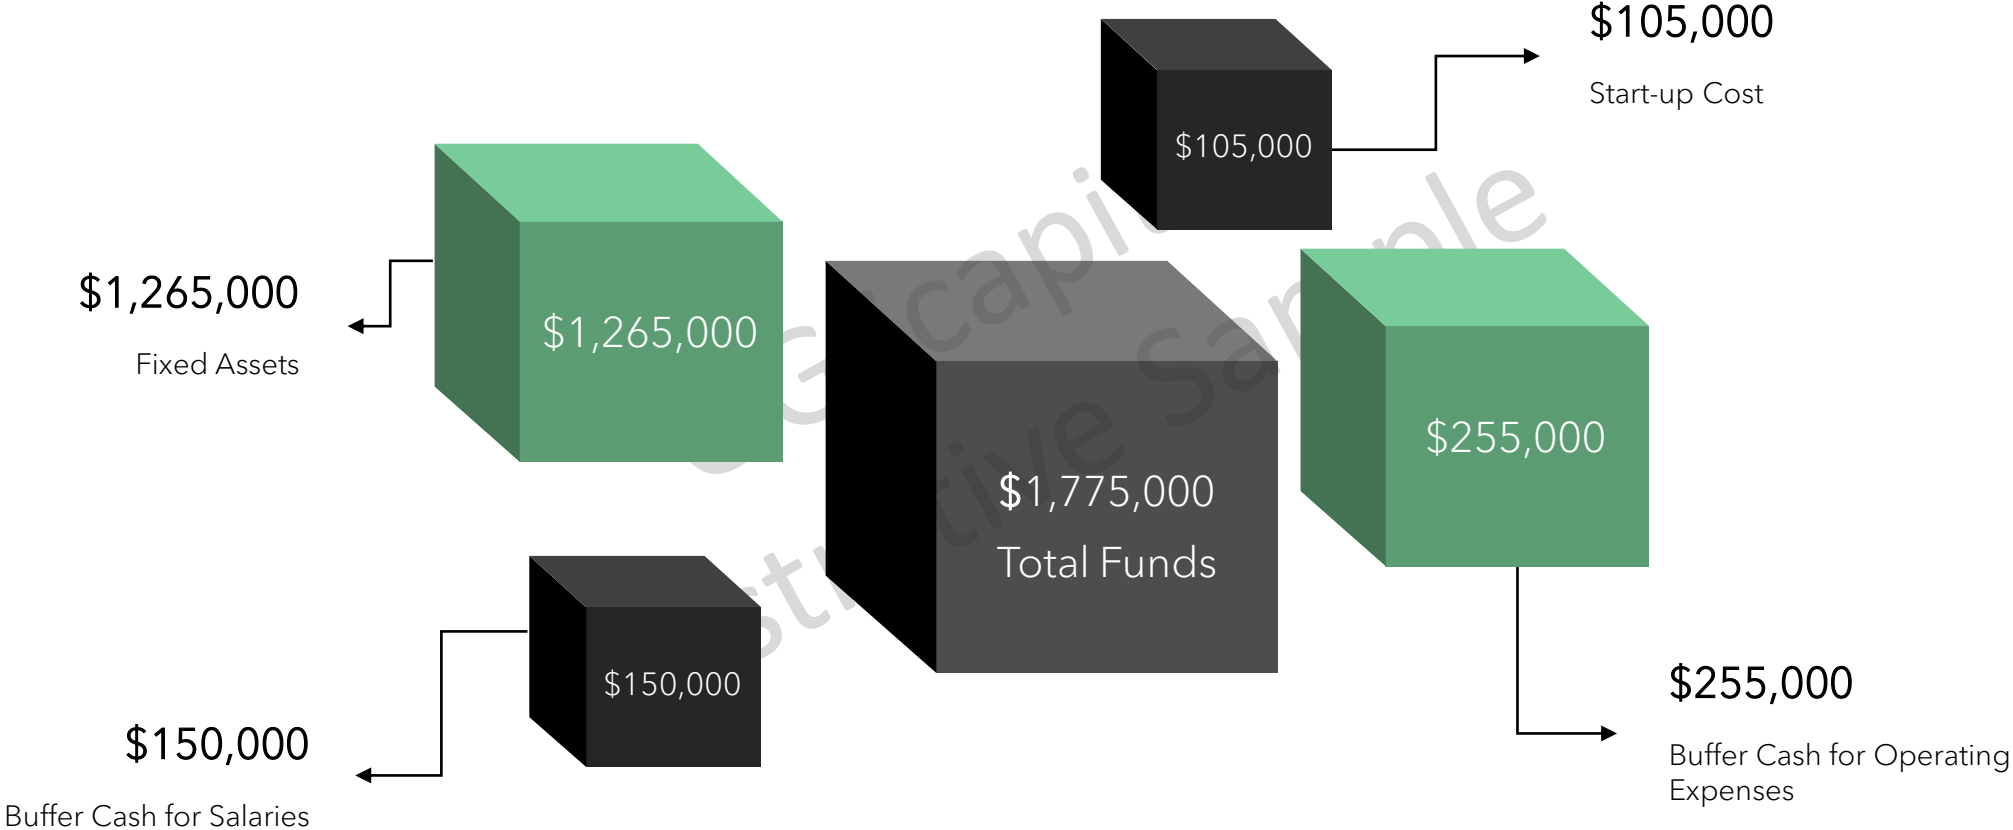 $105,000
Start-up Cost
$105,000
$1,265,000
Fixed Assets
$1,265,000
$1,775,000
Total Funds
$255,000
$150,000
$150,000
Buffer Cash for Salaries
$255,000
Buffer Cash for Operating
Expenses
Sample